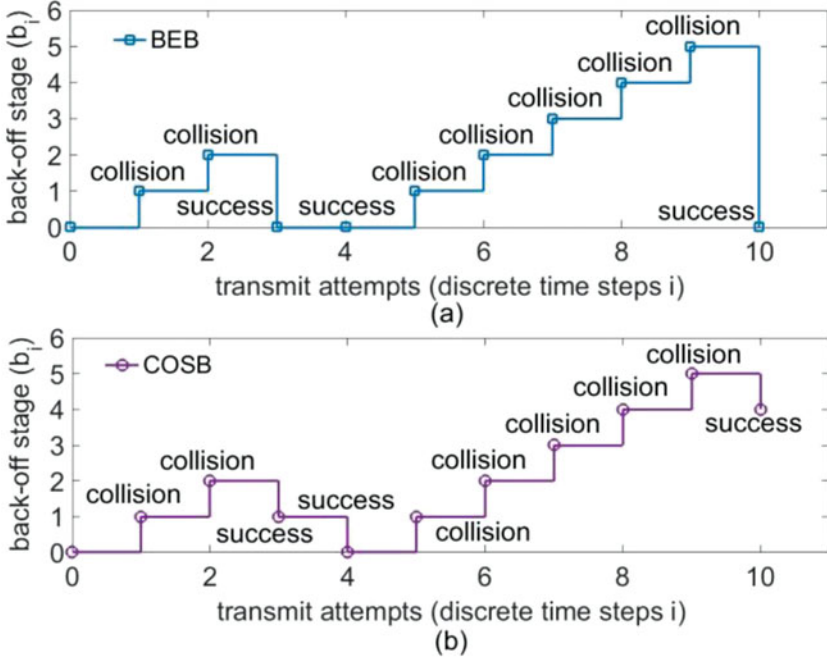 6
BEB
5
collision
4
collision
3
collision
collision
2
collision
collision
collision
1
success
success
success
0
back-off stage (b_i)
0
2
4
6
8
10
transmit attempts (discrete time steps i)
(a)
6
COSB
collision
5
collision
4
success
collision
3
collision
collision
2
collision
success
1
success
collision
0
back-off stage (b_i)
0
2
4
6
8
10
transmit attempts (discrete time steps i)
(b)